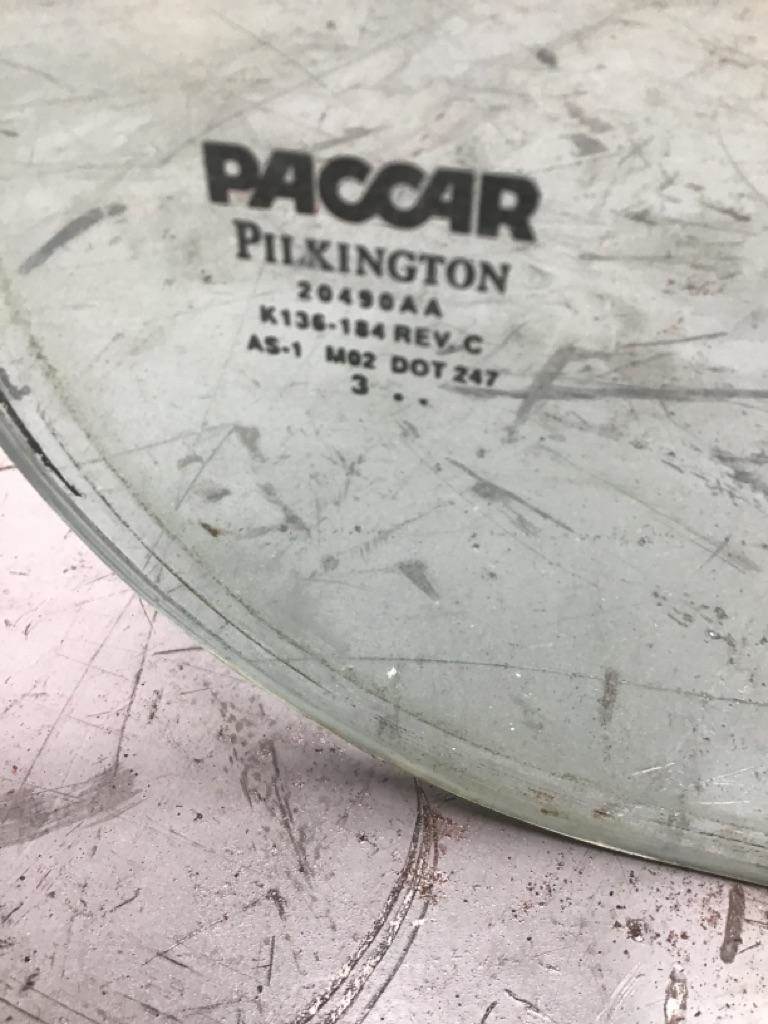 PACCAR
PILKINGTON
20490AA
K136-184 REV. C
AS-1 M02 DOT 247
3 . .